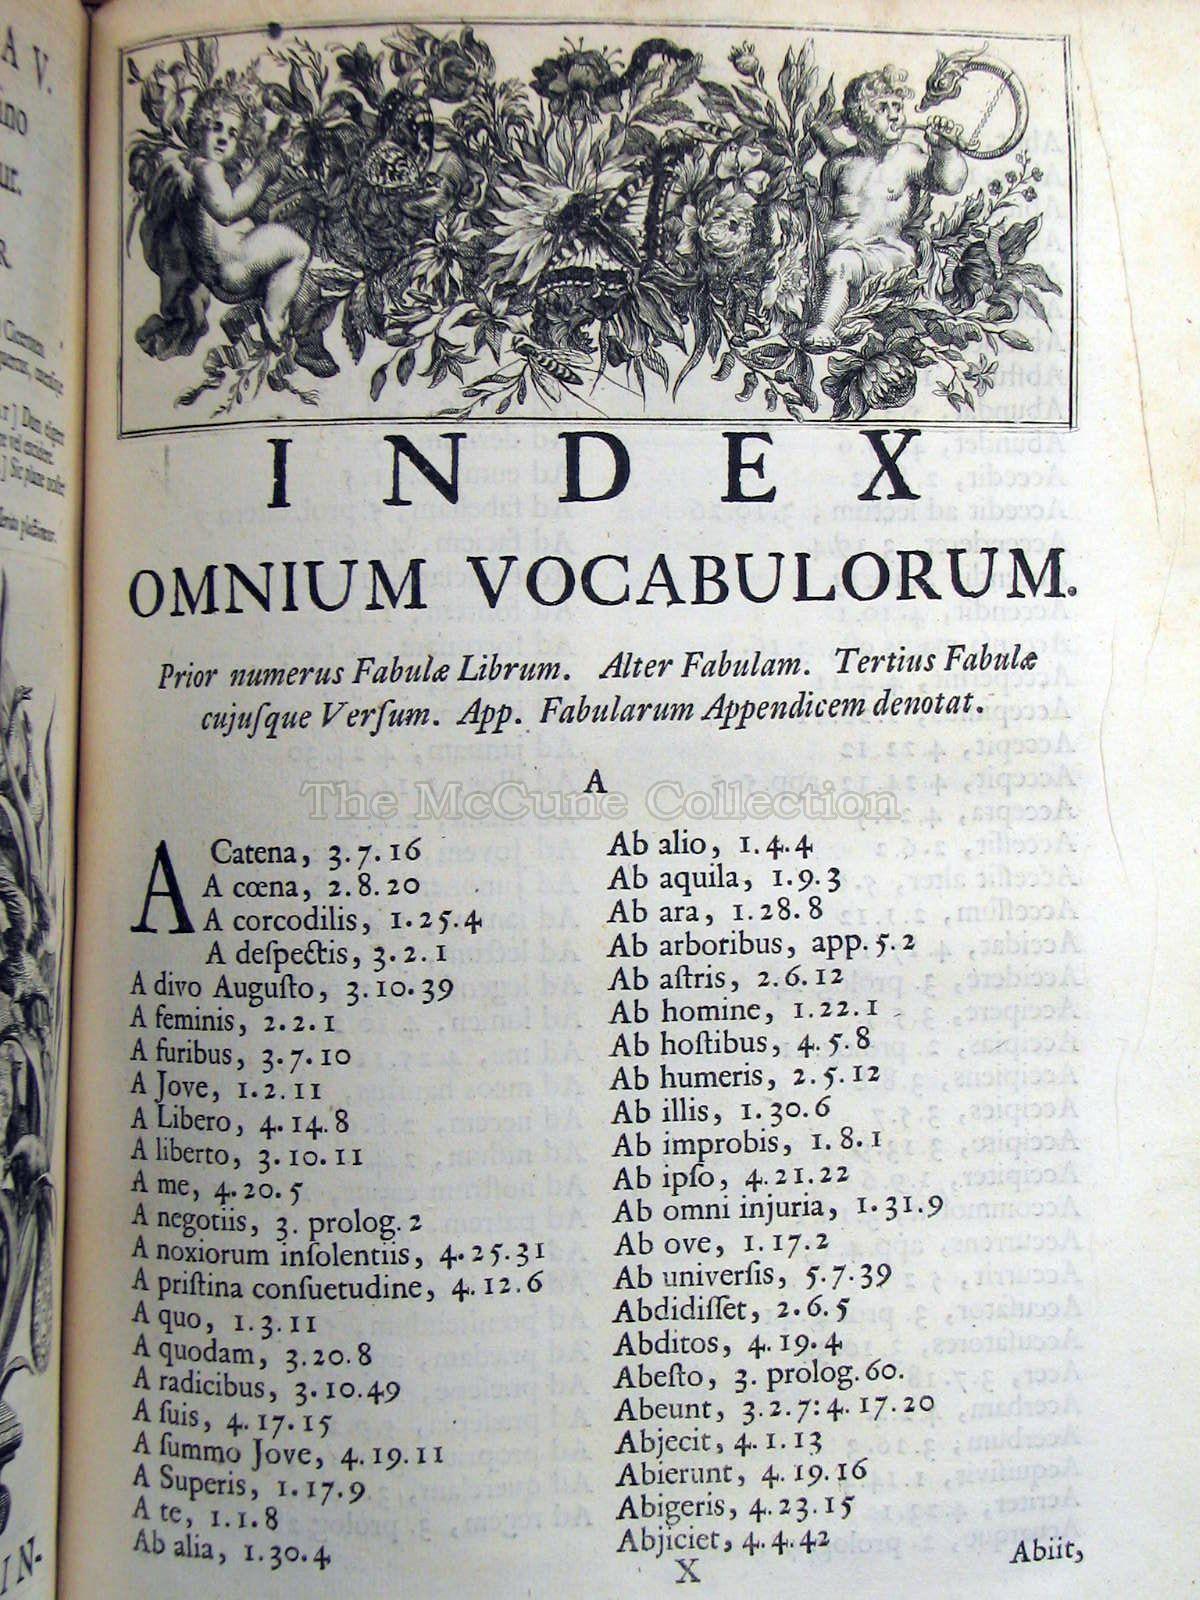 A V.
ino
ur.
R
INDEX
OMNIUM VOCABULORUM.
Prior numerus Fabulæ Librum. Alter Fabulam. Tertius Fabulæ
cujuſque Verſum. App. Fabularum Appendicem denotat.
A
The McCune Collection
A Catena, 3.7.16
A cœna, 2.8.20
A corcodilis, 1.25.4
A deſpectis, 3.2.1
A divo Auguſto, 3.10.39
A feminis, 2.2.1
A furibus, 3.7.10
A Jove, 1.2.11
A Libero, 4.14.8
A liberto, 3.10.11
A me, 4.20.5
A negotiis, 3. prolog.2
A noxiorum inſolentiis, 4.25.31
A priſtina conſuetudine, 4.12.6
A quo, 1.3.11
A quodam, 3.20.8
A radicibus, 3.10.49
A ſuis, 4.17.15
A ſummo Jove, 4.19.11
A Superis, 1.17.9
A te, 1.1.8
Ab alia, 1.30.4
Ab alio, 1.4.4
Ab aquila, 1.9.3
Ab ara, 1.28.8
Ab arboribus, app.5.2
Ab aſtris, 2.6.12
Ab homine, 1.22.1
Ab hoſtibus, 4.5.8
Ab humeris, 2.5.12
Ab illis, 1.30.6
Ab improbis, 1.8.1
Ab ipſo, 4.21.22
Ab omni injuria, 1.31.9
Ab ove, 1.17.2
Ab universis, 5.7.39
Abdidiſſet, 2.6.5
Abditos, 4.19.4
Abeſto, 3. prolog.60.
Abeunt, 3.2.7:4.17.20
Abjecit, 4.1.13
Abierunt, 4.19.16
Abigeris, 4.23.15
Abjiciet, 4.4.42
X
Abiit,
IN-